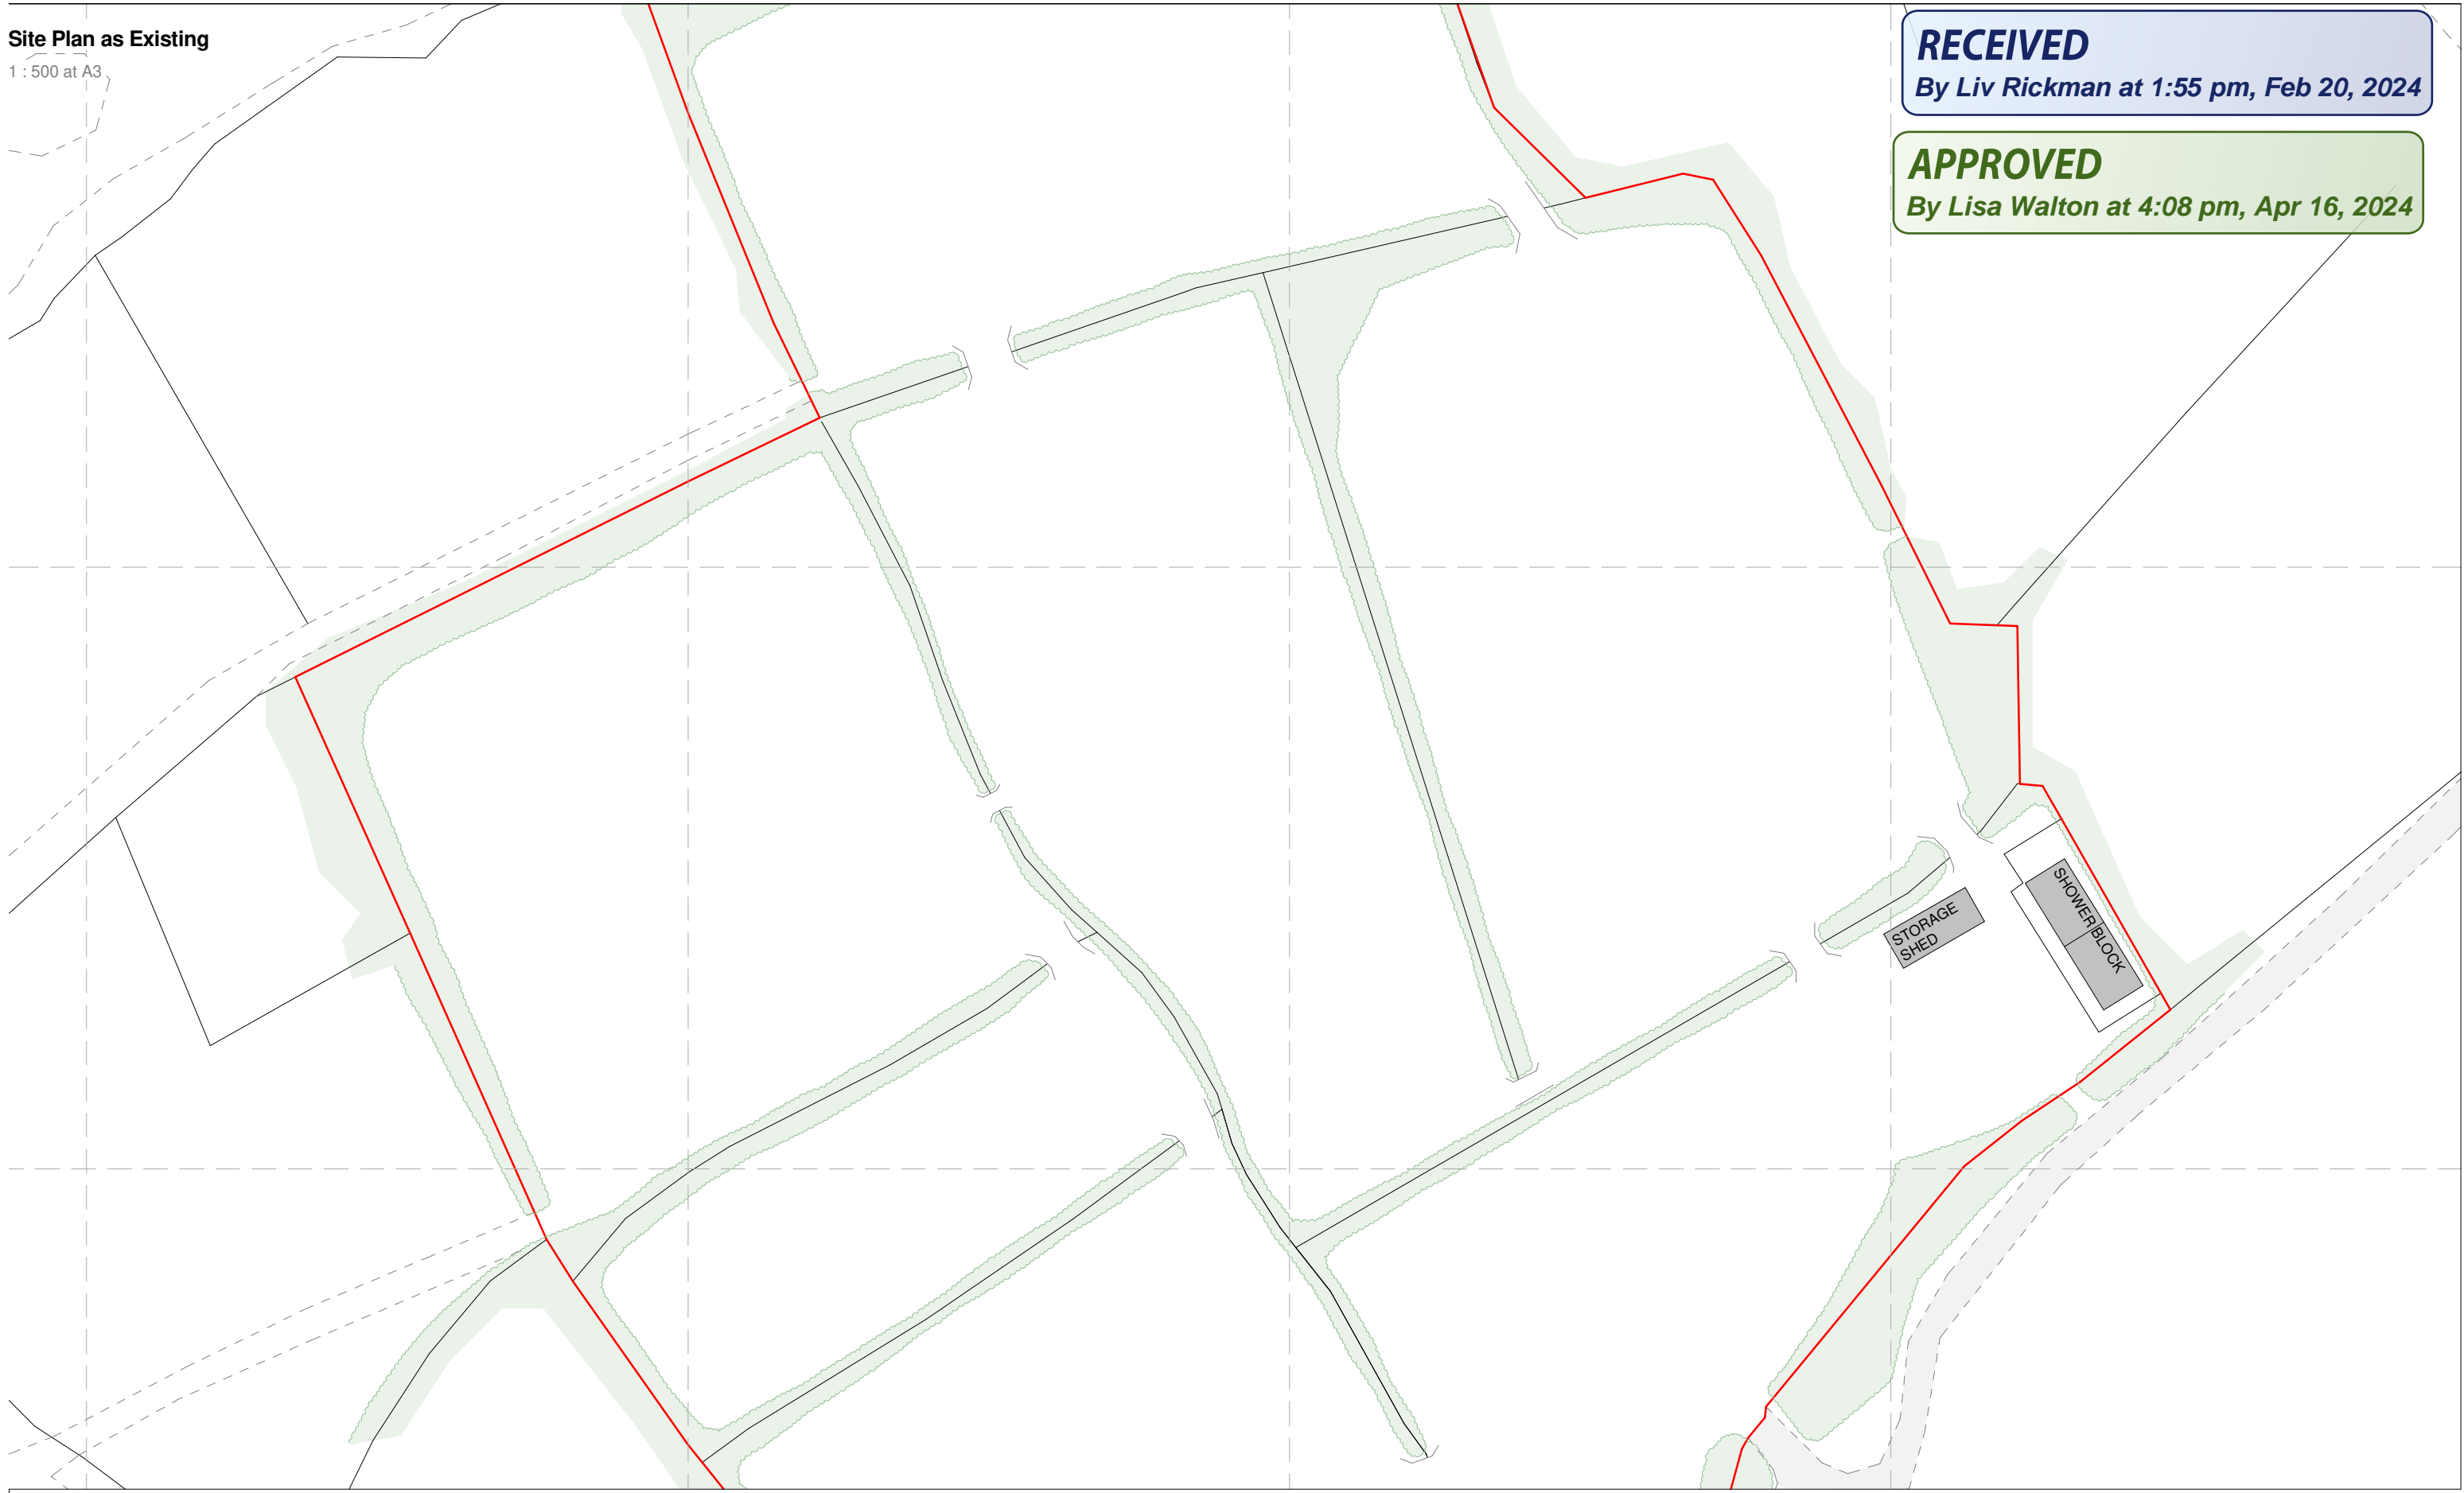 Site Plan as Existing
1 : 500 at A3
RECEIVED
By Liv Rickman at 1:55 pm, Feb 20, 2024
APPROVED
By Lisa Walton at 4:08 pm, Apr 16, 2024
STORAGE
SHED
SHOWER BLOCK